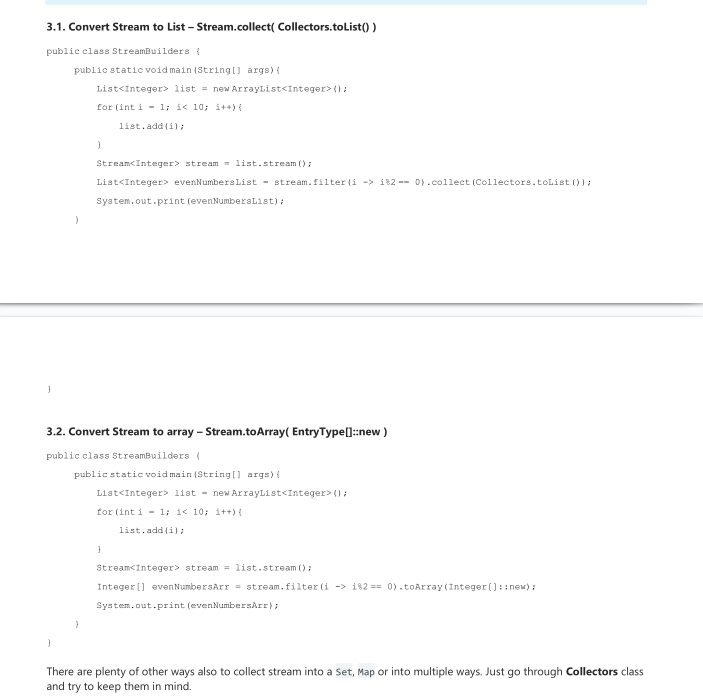 3.1. Convert Stream to List – Stream.collect( Collectors.toList() )
public class StreamBuilders {
public static void main(String[] args){
List<Integer> list = new ArrayList<Integer>();
for(int i = 1; i< 10; i++){
list.add(i);
}
Stream<Integer> stream = list.stream();
List<Integer> evenNumbersList = stream.filter(i -> i%2 == 0).collect(Collectors.toList());
System.out.print(evenNumbersList);
}
}
3.2. Convert Stream to array – Stream.toArray( EntryType[]::new )
public class StreamBuilders {
public static void main(String[] args){
List<Integer> list = new ArrayList<Integer>();
for(int i = 1; i< 10; i++){
list.add(i);
}
Stream<Integer> stream = list.stream();
Integer[] evenNumbersArr = stream.filter(i -> i%2 == 0).toArray(Integer[]::new);
System.out.print(evenNumbersArr);
}
}
There are plenty of other ways also to collect stream into a Set, Map or into multiple ways. Just go through Collectors class
and try to keep them in mind.